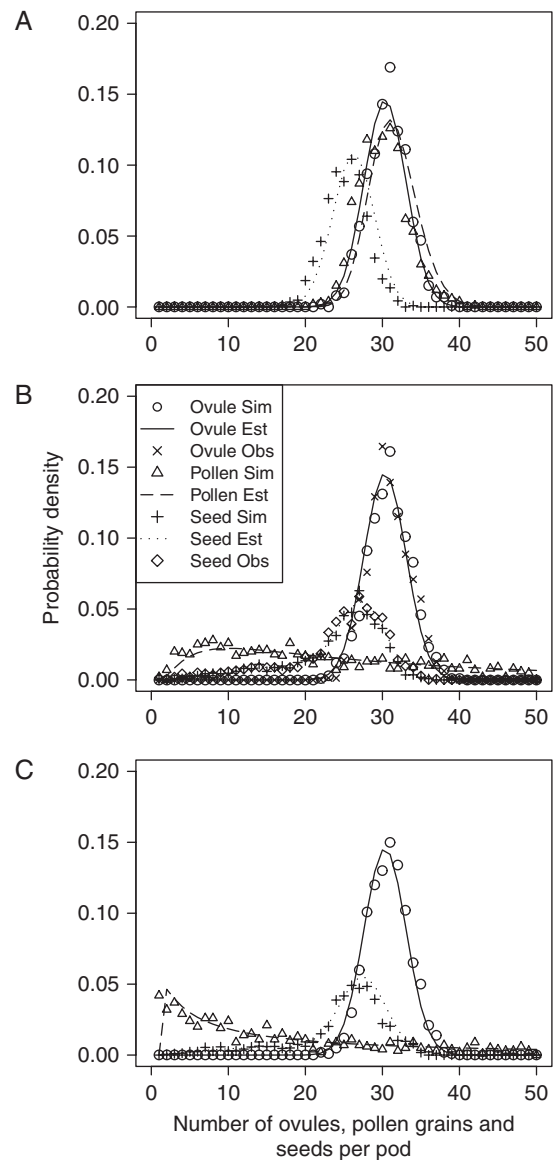 A
0.20
0.15
0.10
0.05
0.00
0 10 20 30 40 50
B
0.20
0.15
0.10
0.05
0.00
Ovule Sim
Ovule Est
Ovule Obs
Pollen Sim
Pollen Est
Seed Sim
Seed Est
Seed Obs
Probability density
0 10 20 30 40 50
C
0.20
0.15
0.10
0.05
0.00
0 10 20 30 40 50
Number of ovules, pollen grains and
seeds per pod